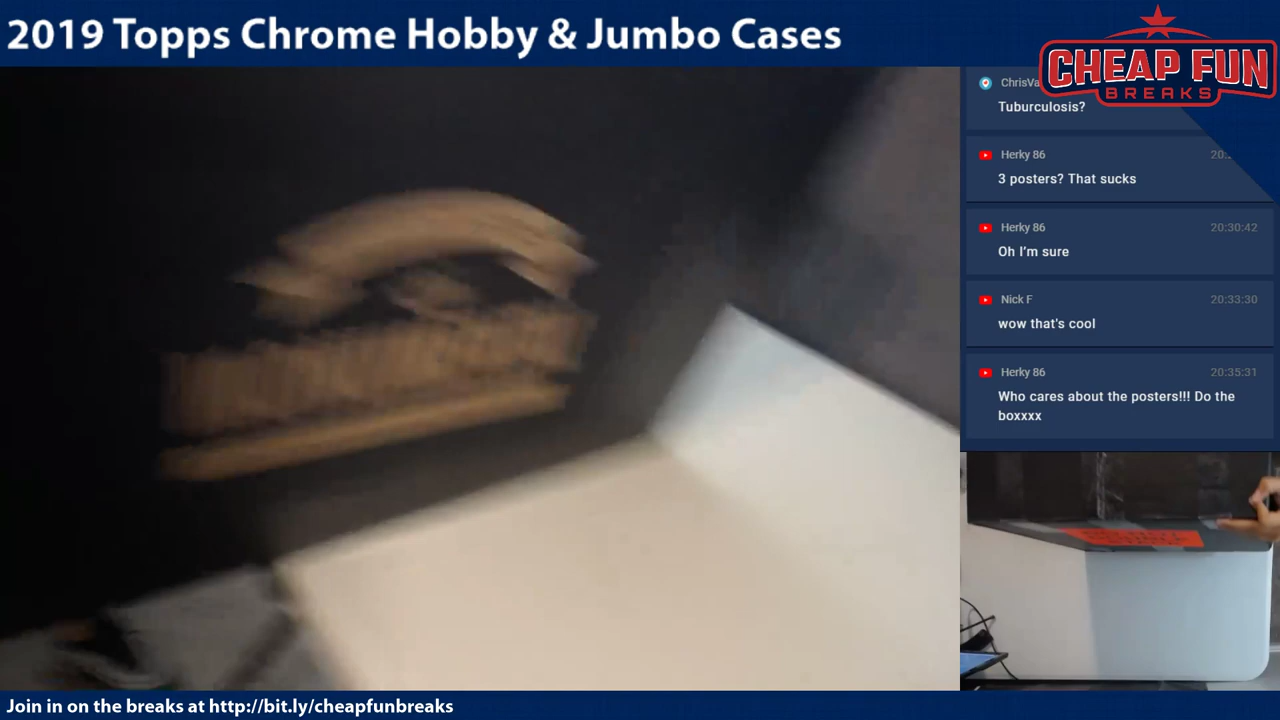 2019 Topps Chrome Hobby & Jumbo Cases
CHEAP FUN
BREAKS
ChrisVa
Tuburculosis?
Herky 86
20:
3 posters? That sucks
Herky 86
20:30:42
Oh I'm sure
Nick F
20:33:30
wow that's cool
Herky 86
20:35:31
Who cares about the posters!!! Do the
boxxxx
Join in on the breaks at http://bit.ly/cheapfunbreaks